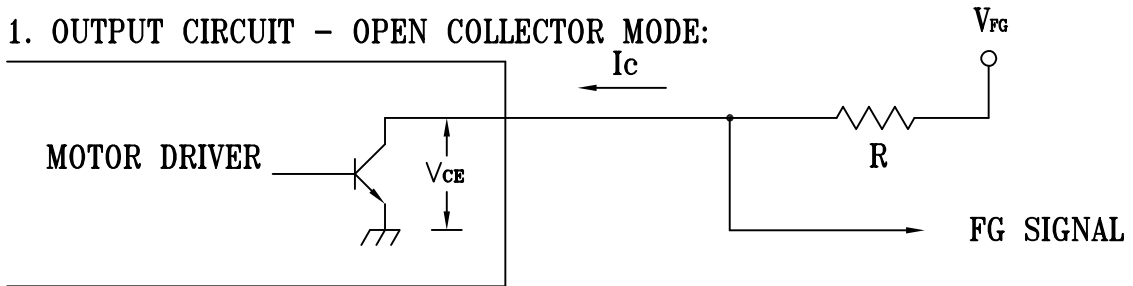 1. OUTPUT CIRCUIT - OPEN COLLECTOR MODE:
VFG
Ic
MOTOR DRIVER
VCE
R
FG SIGNAL